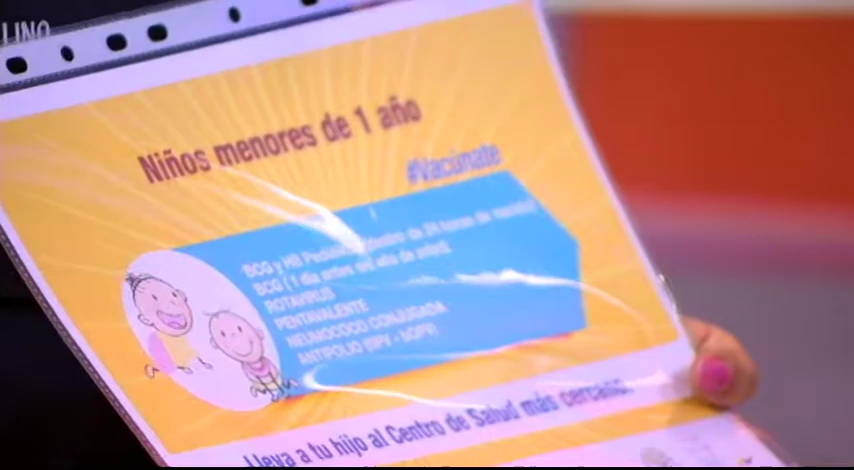 LINO
Niños menores de 1 año
#Vacúnate
BCG y HB Pediátrica (dentro de 24 horas de nacido)
BCG (1 día antes del año de edad)
ROTAVIRUS
PENTAVALENTE
NEUMOCOCO CONJUGADA
ANTIPOLIO (IPV - bOPV)
Lleva a tu hijo al Centro de Salud más cercano!